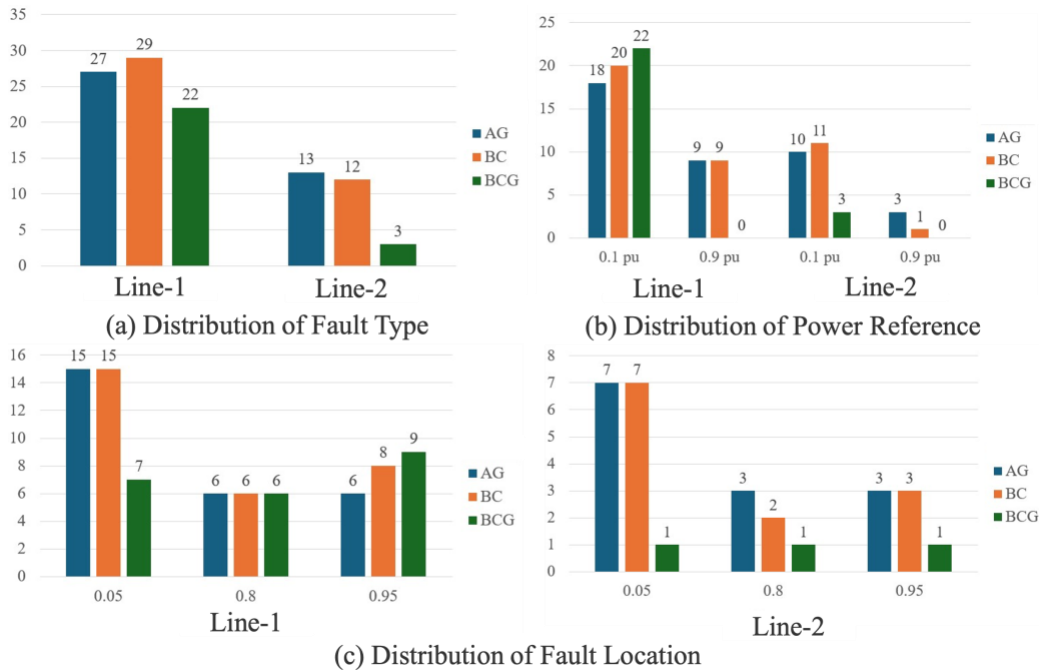 35
30
25
20
15
10
5
0
27 29 22 13 12 3
Line-1 Line-2
AG
BC
BCG
(a) Distribution of Fault Type
25
20
15
10
5
0
18 20 22 9 9 0 10 11 3 3 1 0
0.1 pu 0.9 pu 0.1 pu 0.9 pu
Line-1 Line-2
AG
BC
BCG
(b) Distribution of Power Reference
16
14
12
10
8
6
4
2
0
15 15 7 6 6 6 6 8 9
0.05 0.8 0.95
Line-1
AG
BC
BCG
8
7
6
5
4
3
2
1
0
7 7 1 3 2 1 3 3 1
0.05 0.8 0.95
Line-2
AG
BC
BCG
(c) Distribution of Fault Location